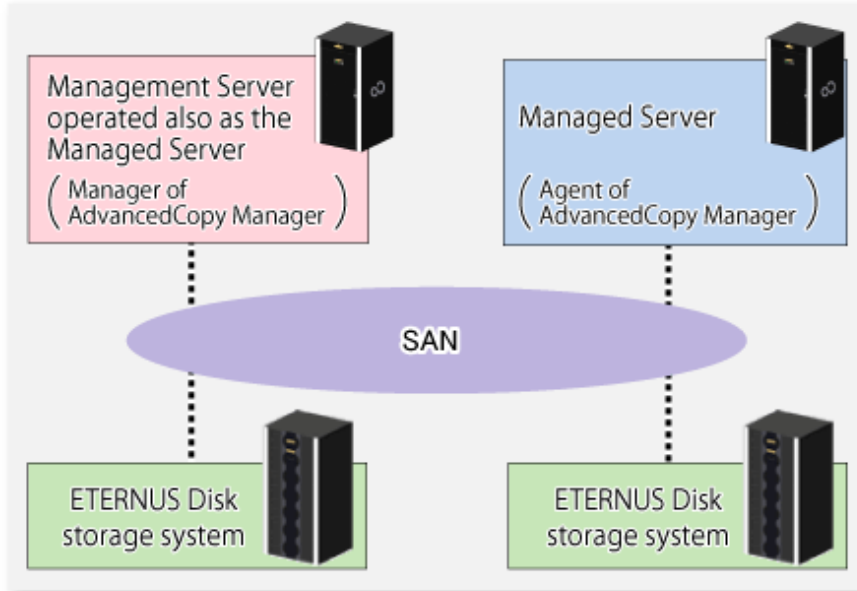 Management Server
operated also as the
Managed Server
( Manager of
AdvancedCopy Manager )
Managed Server
( Agent of
AdvancedCopy Manager )
SAN
ETERNUS Disk
storage system
ETERNUS Disk
storage system